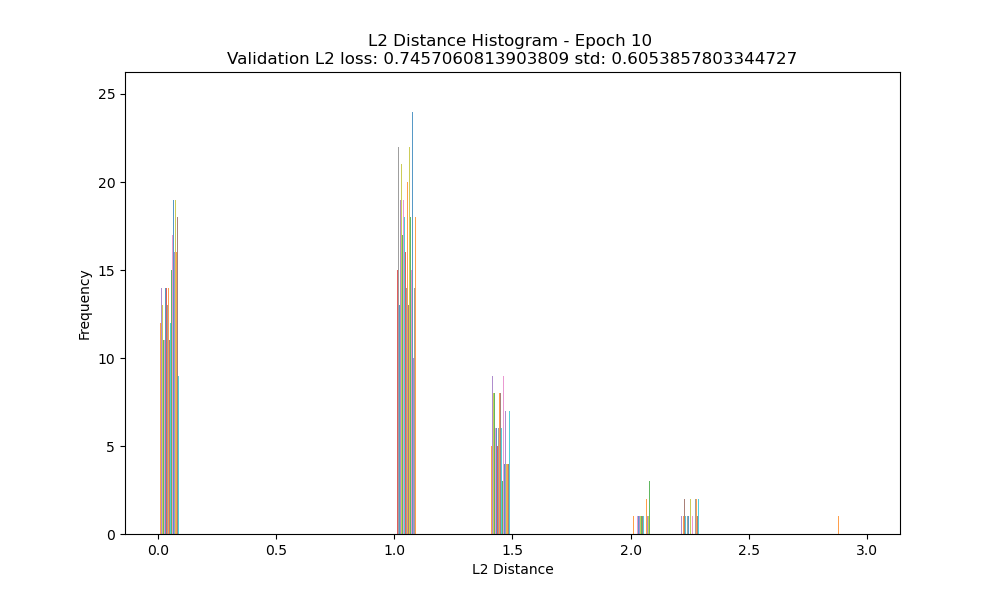 L2 Distance Histogram - Epoch 10
Validation L2 loss: 0.7457060813903809 std: 0.6053857803344727
25
20
15
10
5
0
Frequency
0.0 0.5 1.0 1.5 2.0 2.5 3.0
L2 Distance